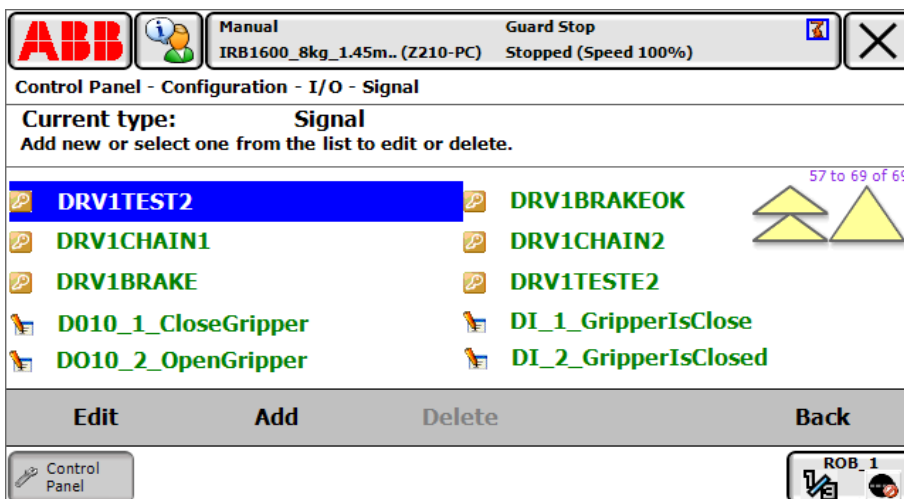 ABB
Manual Guard Stop
IRB1600_8kg_1.45m.. (Z210-PC) Stopped (Speed 100%)
Control Panel - Configuration - I/O - Signal
Current type: Signal
Add new or select one from the list to edit or delete.
57 to 69 of 69
DRV1TEST2 DRV1BRAKEOK
DRV1CHAIN1 DRV1CHAIN2
DRV1BRAKE DRV1TESTE2
D010_1_CloseGripper DI_1_GripperIsClose
DO10_2_OpenGripper DI_2_GripperIsClosed
Edit Add Delete Back
Control
Panel
ROB_1
1/3